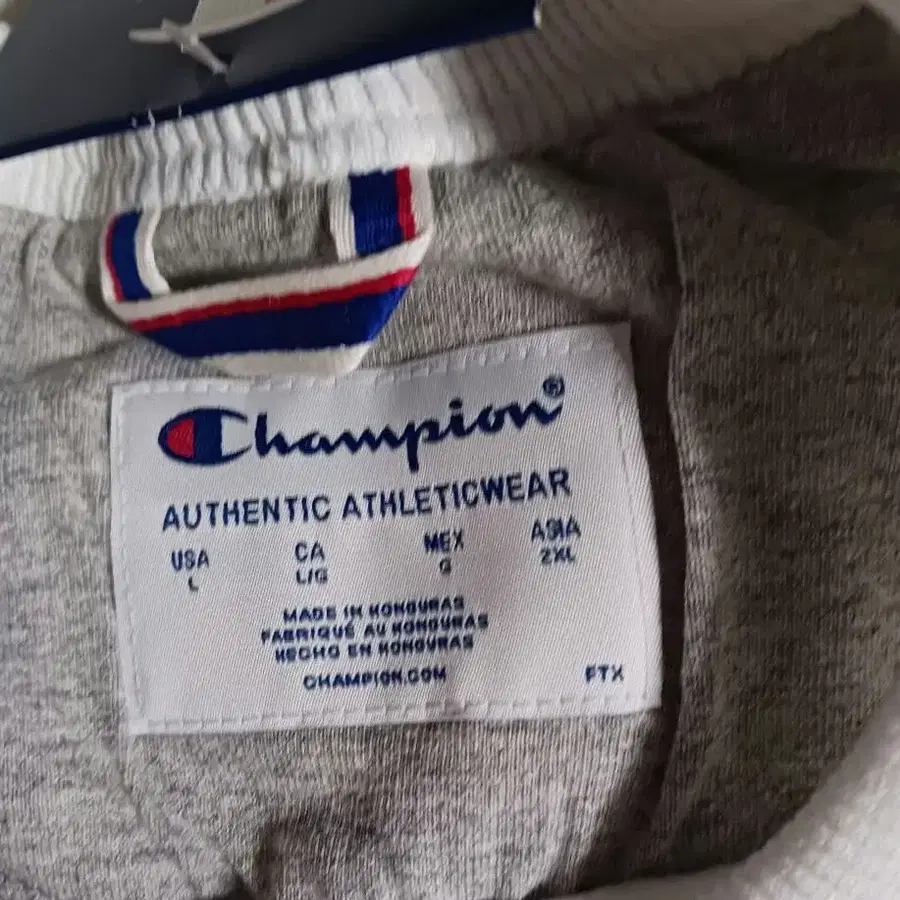 Champion®
AUTHENTIC ATHLETICWEAR
USA CA MEX ASIA
L L/G G 2XL
MADE IN HONDURAS
FABRIQUÉ AU HONDURAS
HECHO EN HONDURAS
CHAMPION.COM FTX